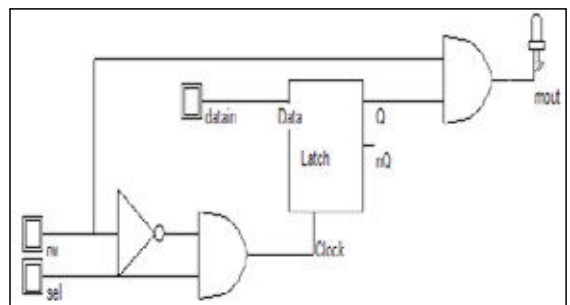 mout
datain
Data
Q
Latch
nQ
rw
Clock
sel